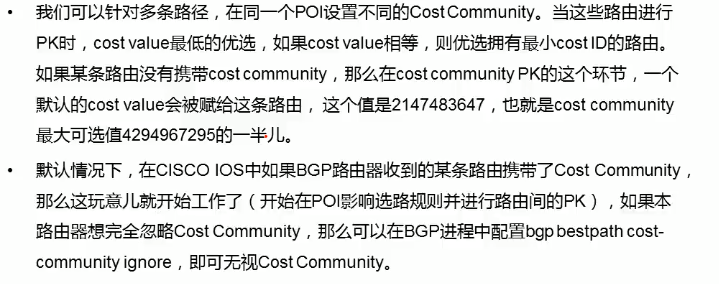 • 我们可以针对多条路径，在同一个POI设置不同的Cost Community。当这些路由进行
PK时，cost value最低的优选，如果cost value相等，则优选拥有最小cost ID的路由。
如果某条路由没有携带cost community，那么在cost community PK的这个环节，一个
默认的cost value会被赋给这条路由，这个值是2147483647，也就是cost community
最大可选值4294967295的一半儿。
• 默认情况下，在CISCO IOS中如果BGP路由器收到的某条路由携带了Cost Community，
那么这玩意儿就开始工作了（开始在POI影响选路规则并进行路由间的PK），如果本
路由器想完全忽略Cost Community，那么可以在BGP进程中配置bgp bestpath cost-
community ignore，即可无视Cost Community。